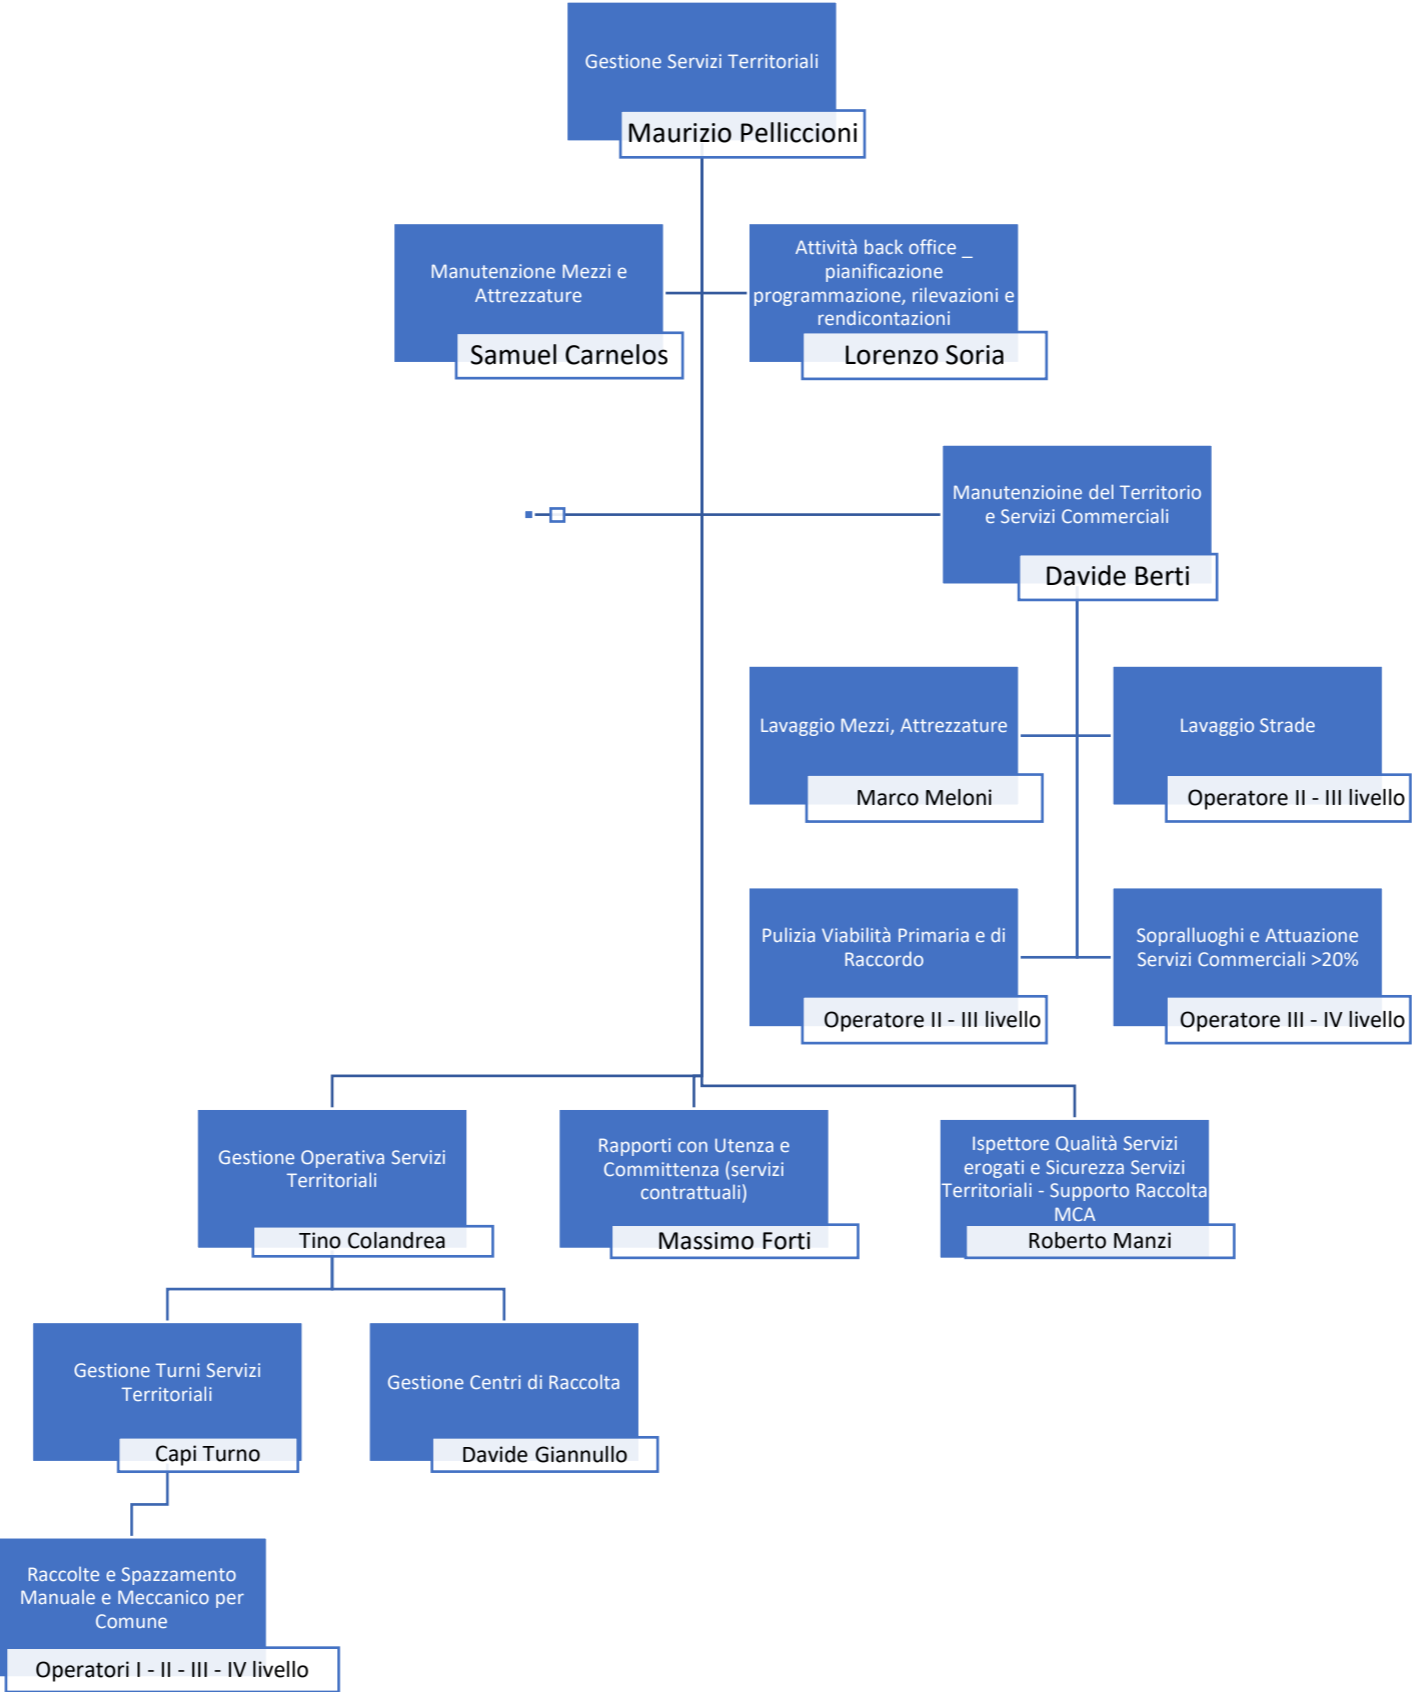 Gestione Servizi Territoriali
Maurizio Pelliccioni
Manutenzione Mezzi e
Attrezzature
Samuel Carnelos
Attività back office _
pianificazione
programmazione, rilevazioni e
rendicontazioni
Lorenzo Soria
Manutenzioine del Territorio
e Servizi Commerciali
Davide Berti
Lavaggio Mezzi, Attrezzature
Marco Meloni
Lavaggio Strade
Operatore II - III livello
Pulizia Viabilità Primaria e di
Raccordo
Operatore II - III livello
Sopralluoghi e Attuazione
Servizi Commerciali >20%
Operatore III - IV livello
Gestione Operativa Servizi
Territoriali
Tino Colandrea
Rapporti con Utenza e
Committenza (servizi
contrattuali)
Massimo Forti
Ispettore Qualità Servizi
erogati e Sicurezza Servizi
Territoriali - Supporto Raccolta
MCA
Roberto Manzi
Gestione Turni Servizi
Territoriali
Capi Turno
Gestione Centri di Raccolta
Davide Giannullo
Raccolte e Spazzamento
Manuale e Meccanico per
Comune
Operatori I - II - III - IV livello